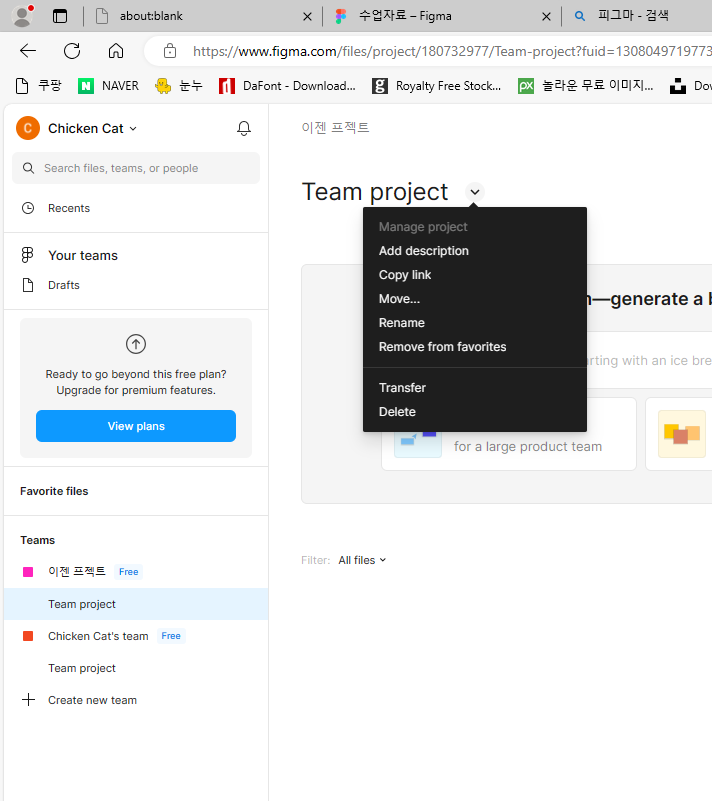 about:blank
수업자료 – Figma
피그마 - 검색
https://www.figma.com/files/project/180732977/Team-project?fuid=1308049719773
쿠팡
NAVER
눈누
DaFont - Download...
Royalty Free Stock...
놀라운 무료 이미지...
Dov
C
Chicken Cat
이젠 프젝트
Search files, teams, or people
Team project
Recents
Manage project
Your teams
Add description
Drafts
Copy link
Move...
—generate a b
Rename
Ready to go beyond this free plan?
Upgrade for premium features.
Remove from favorites
arting with an ice bre
View plans
Transfer
Delete
for a large product team
Favorite files
Teams
Filter: All files
이젠 프젝트 Free
Team project
Chicken Cat's team Free
Team project
Create new team